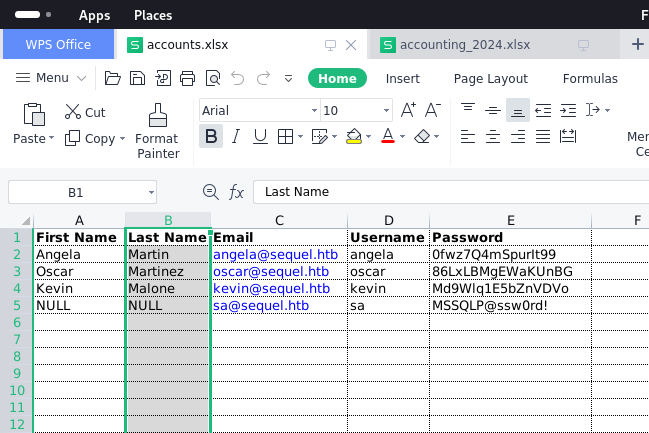 Apps Places F
WPS Office S accounts.xlsx S accounting_2024.xlsx +
Menu Home Insert Page Layout Formulas
Paste Cut Copy Format Painter Arial 10 A+ A- B I U A Mer Ce
B1 fx Last Name
A B C D E F
1 First Name Last Name Email Username Password
2 Angela Martin angela@sequel.htb angela 0fwz7Q4mSpurIt99
3 Oscar Martinez oscar@sequel.htb oscar 86LxLBMgEWaKUnBG
4 Kevin Malone kevin@sequel.htb kevin Md9Wlq1E5bZnVDVo
5 NULL NULL sa@sequel.htb sa MSSQLP@ssw0rd!
6
7
8
9
10
11
12